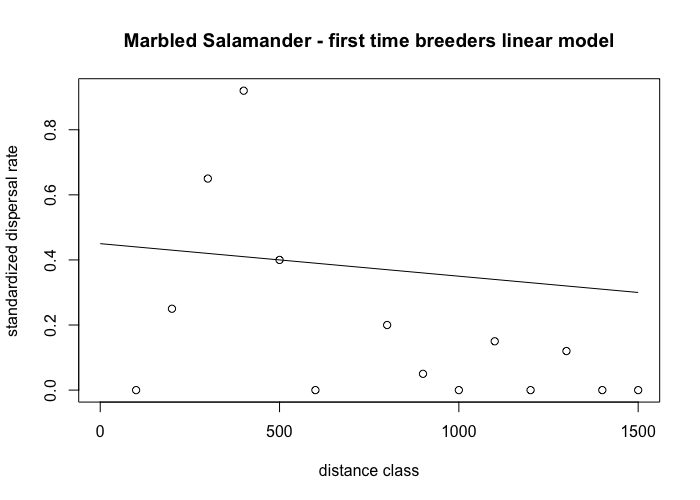 Marbled Salamander - first time breeders linear model
standardized dispersal rate
0.8
0.6
0.4
0.2
0.0
0 500 1000 1500
distance class